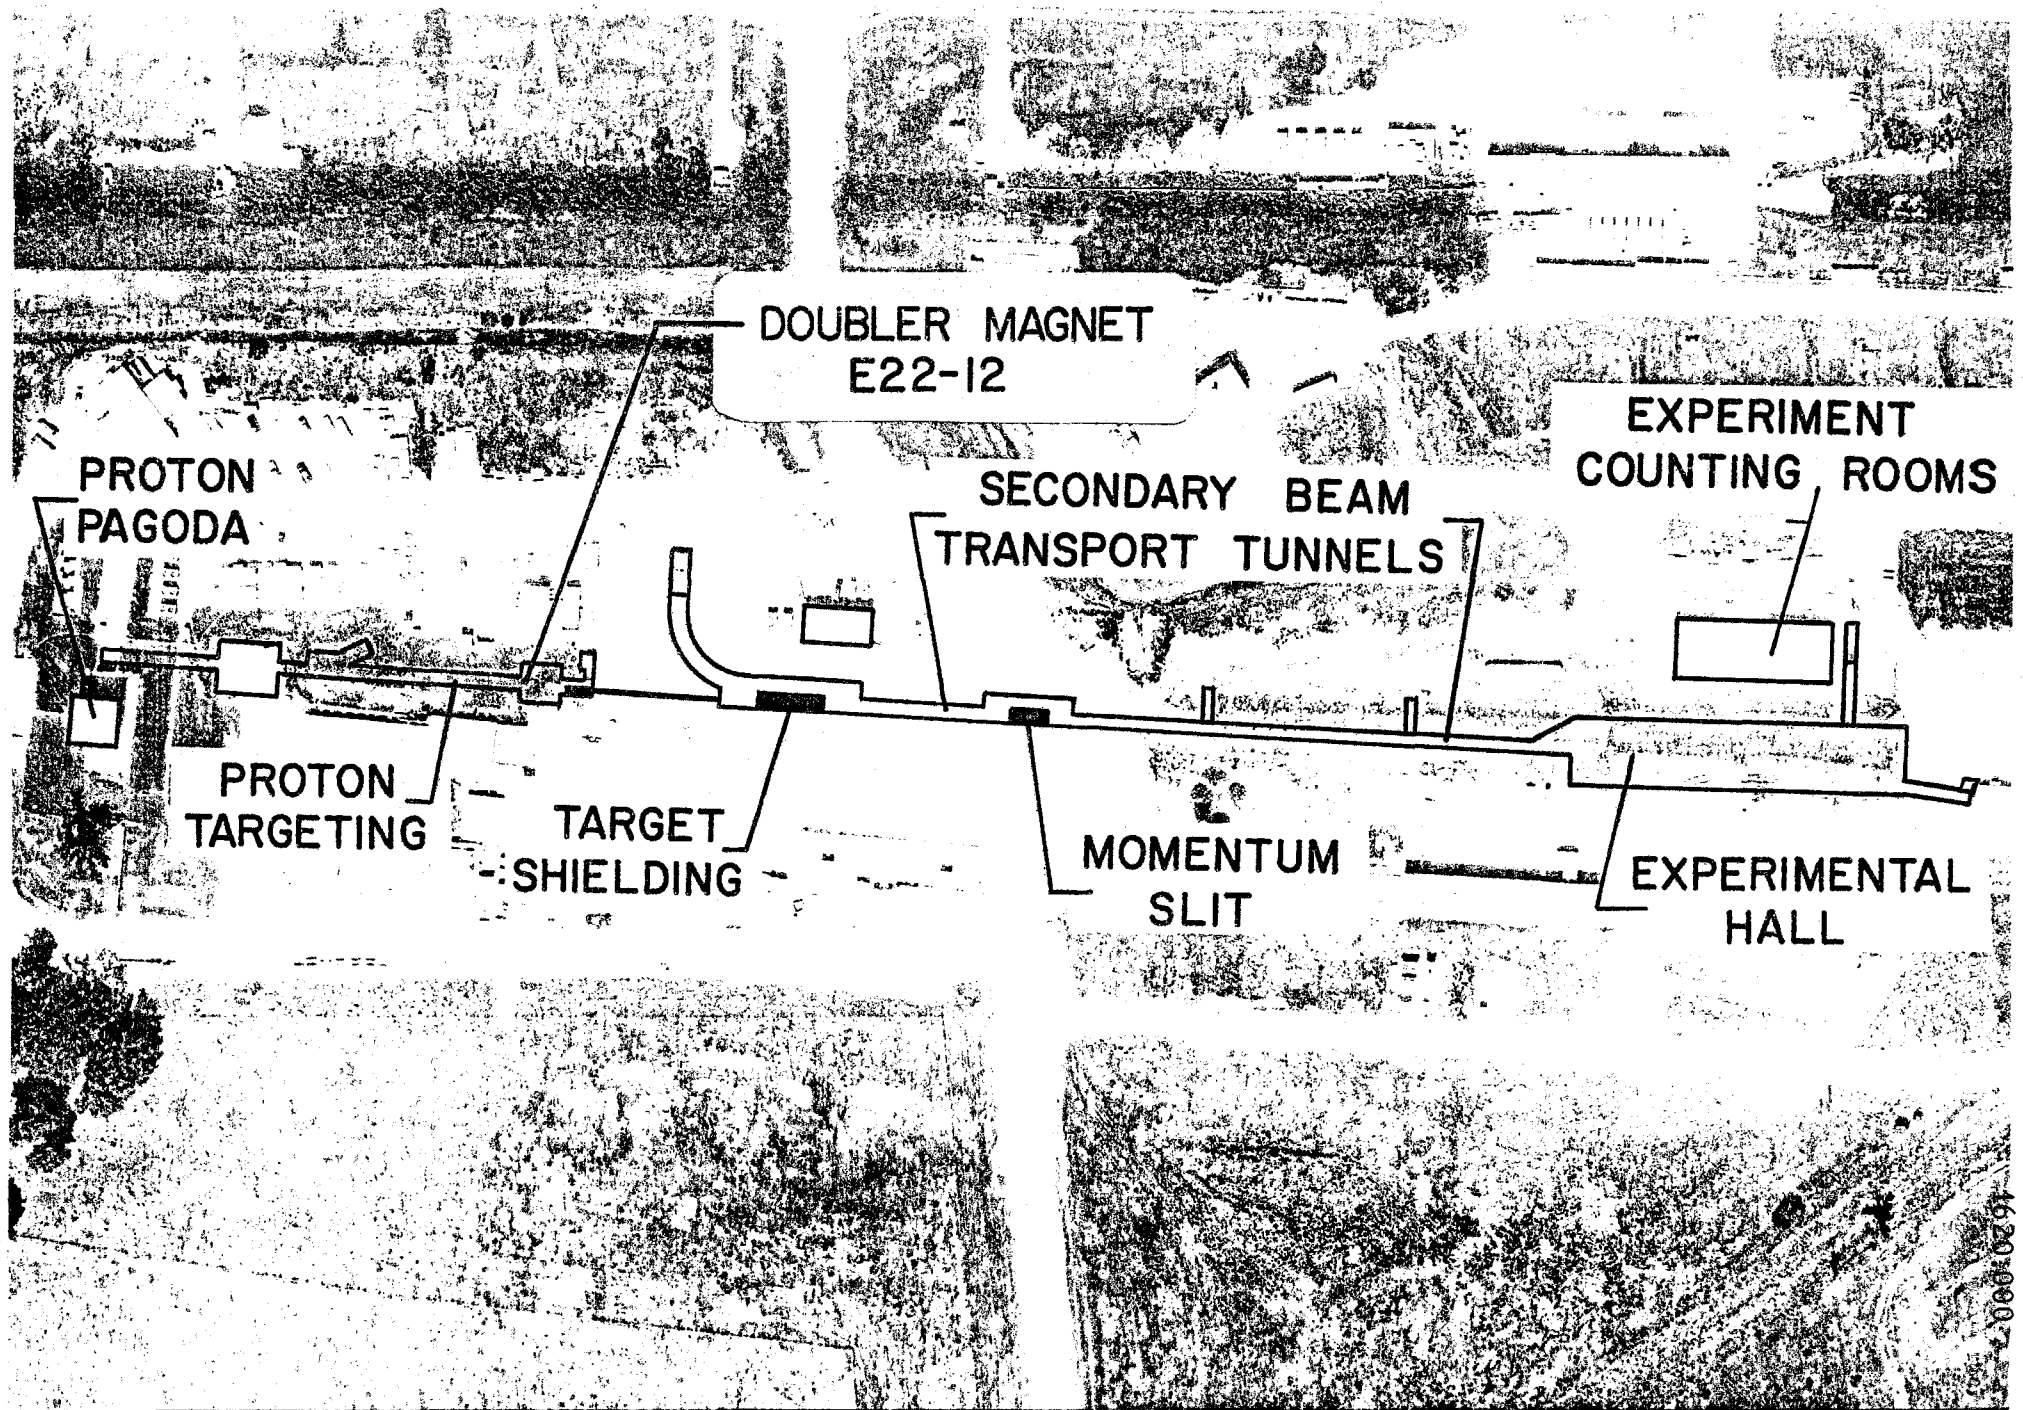 DOUBLER MAGNET
E22-12
EXPERIMENT
COUNTING ROOMS
PROTON
PAGODA
SECONDARY BEAM
TRANSPORT TUNNELS
PROTON
TARGETING
TARGET
SHIELDING
MOMENTUM
SLIT
EXPERIMENTAL
HALL